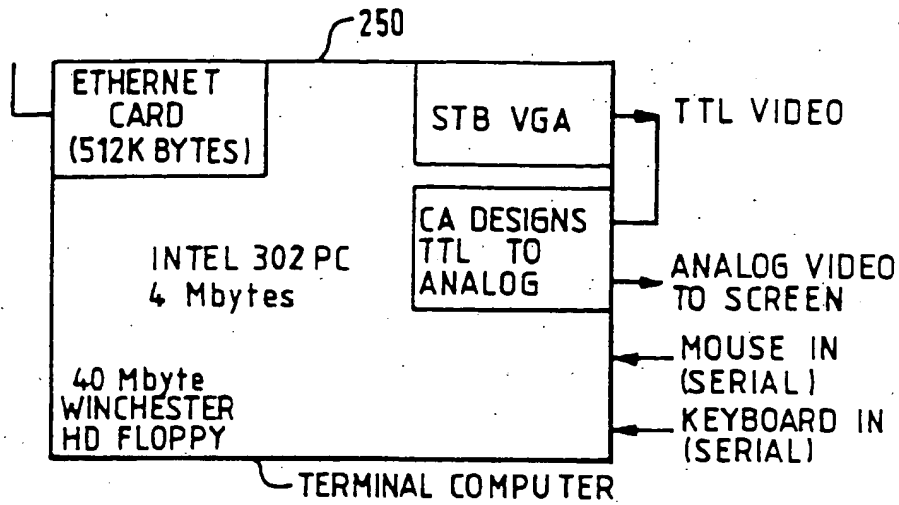 250
ETHERNET
CARD
(512K BYTES)
STB VGA
TTL VIDEO
CA DESIGNS
TTL TO
ANALOG
INTEL 302 PC
4 Mbytes
ANALOG VIDEO
TO SCREEN
MOUSE IN
(SERIAL)
40 Mbyte
WINCHESTER
HD FLOPPY
KEYBOARD IN
(SERIAL)
TERMINAL COMPUTER